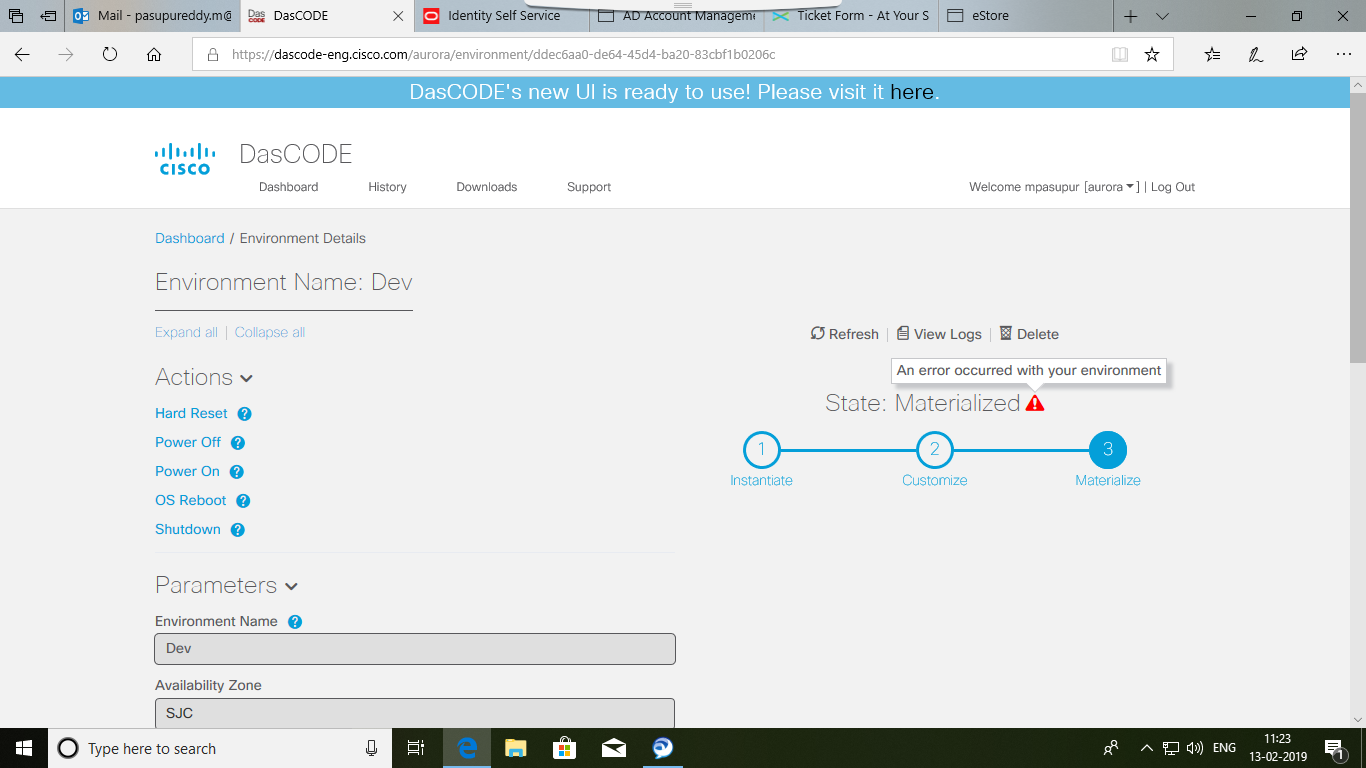 Mail - pasupureddy.m@
Das CODE
DasCODE
Identity Self Service
AD Account Manageme
Ticket Form - At Your S
eStore
https://dascode-eng.cisco.com/aurora/environment/ddec6aa0-de64-45d4-ba20-83cbf1b0206c
DasCODE's new UI is ready to use! Please visit it here.
CISCO
DasCODE
Dashboard
History
Downloads
Support
Welcome mpasupur [aurora ] | Log Out
Dashboard / Environment Details
Environment Name: Dev
Expand all | Collapse all
Refresh | View Logs | Delete
An error occurred with your environment
State: Materialized
1
2
3
Instantiate
Customize
Materialize
Actions
Hard Reset ?
Power Off ?
Power On ?
OS Reboot ?
Shutdown ?
Parameters
Environment Name ?
Dev
Availability Zone
SJC
Type here to search
ENG
11:23
13-02-2019
1